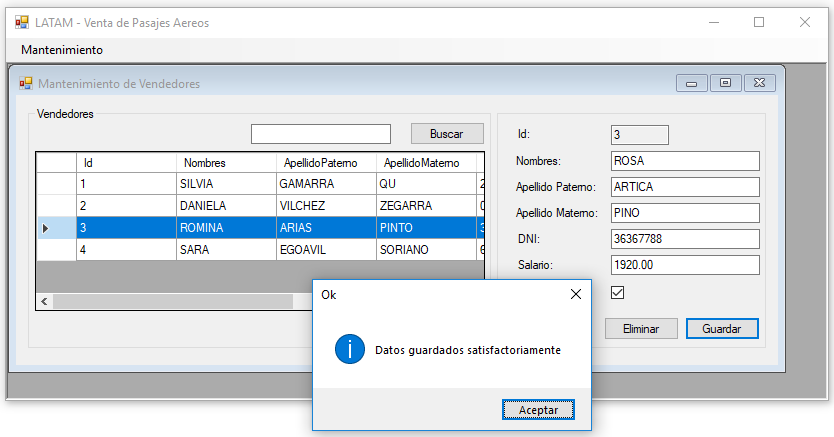 LATAM - Venta de Pasajes Aereos
Mantenimiento
Mantenimiento de Vendedores
Vendedores
Buscar
Id Nombres ApellidoPaterno ApellidoMaterno
1 SILVIA GAMARRA QU 2
2 DANIELA VILCHEZ ZEGARRA 0
3 ROMINA ARIAS PINTO 3
4 SARA EGOAVIL SORIANO 6
Id: 3
Nombres: ROSA
Apellido Paterno: ARTICA
Apellido Materno: PINO
DNI: 36367788
Salario: 1920.00
Eliminar Guardar
Ok
Datos guardados satisfactoriamente
Aceptar